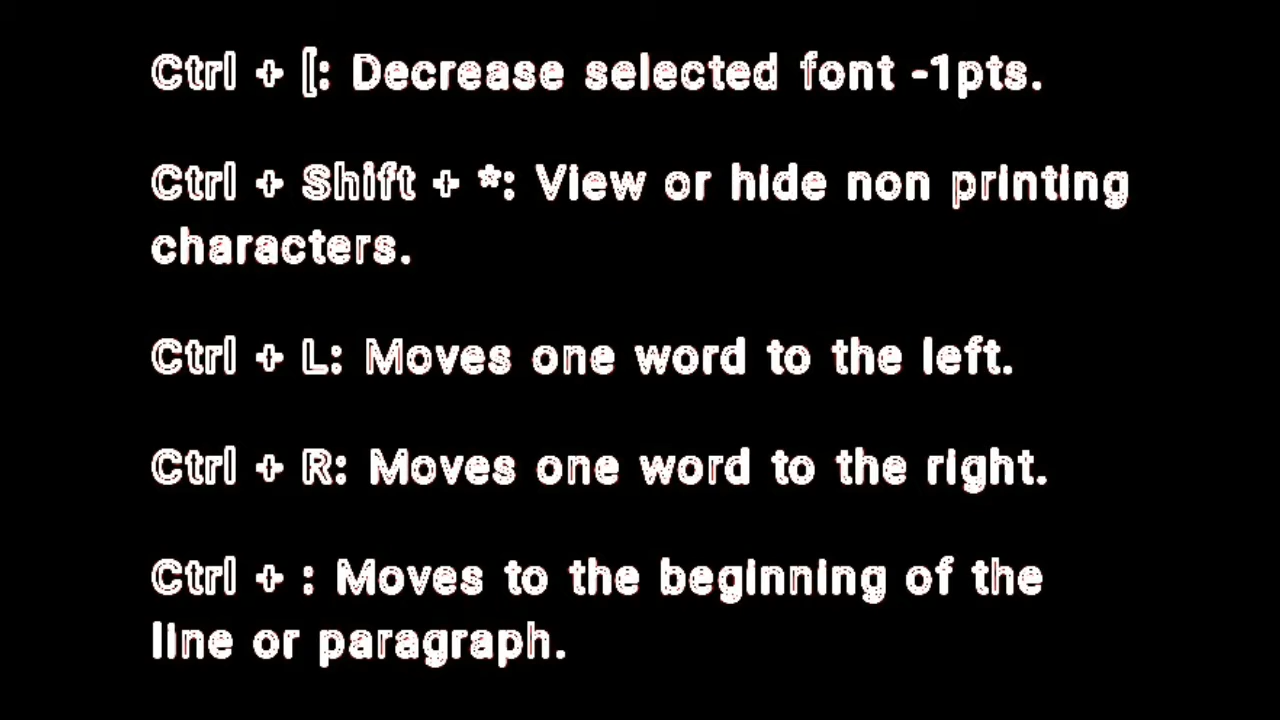 Ctrl + [: Decrease selected font -1pts.
Ctrl + Shift + *: View or hide non printing
characters.
Ctrl + L: Moves one word to the left.
Ctrl + R: Moves one word to the right.
Ctrl + : Moves to the beginning of the
line or paragraph.